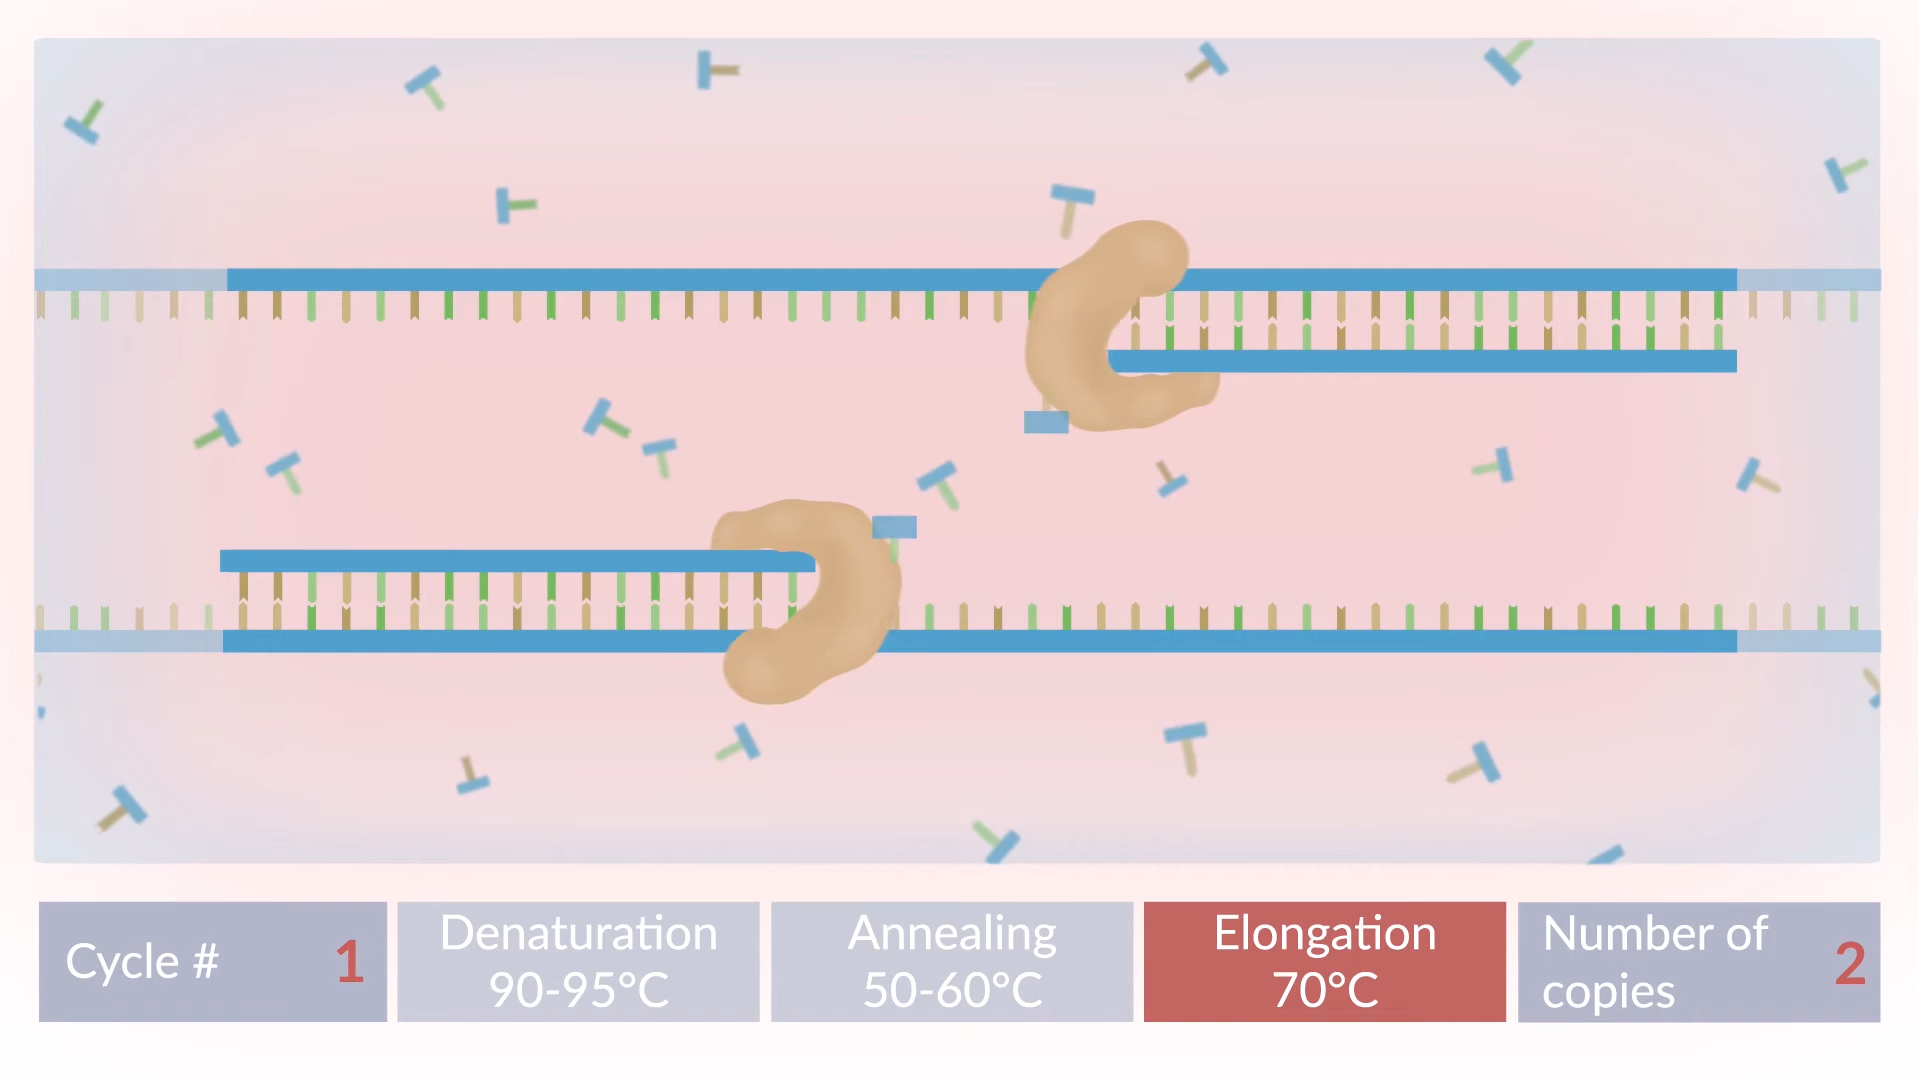 Cycle # 1
Denaturation
90-95°C
Annealing
50-60°C
Elongation
70°C
Number of
copies 2